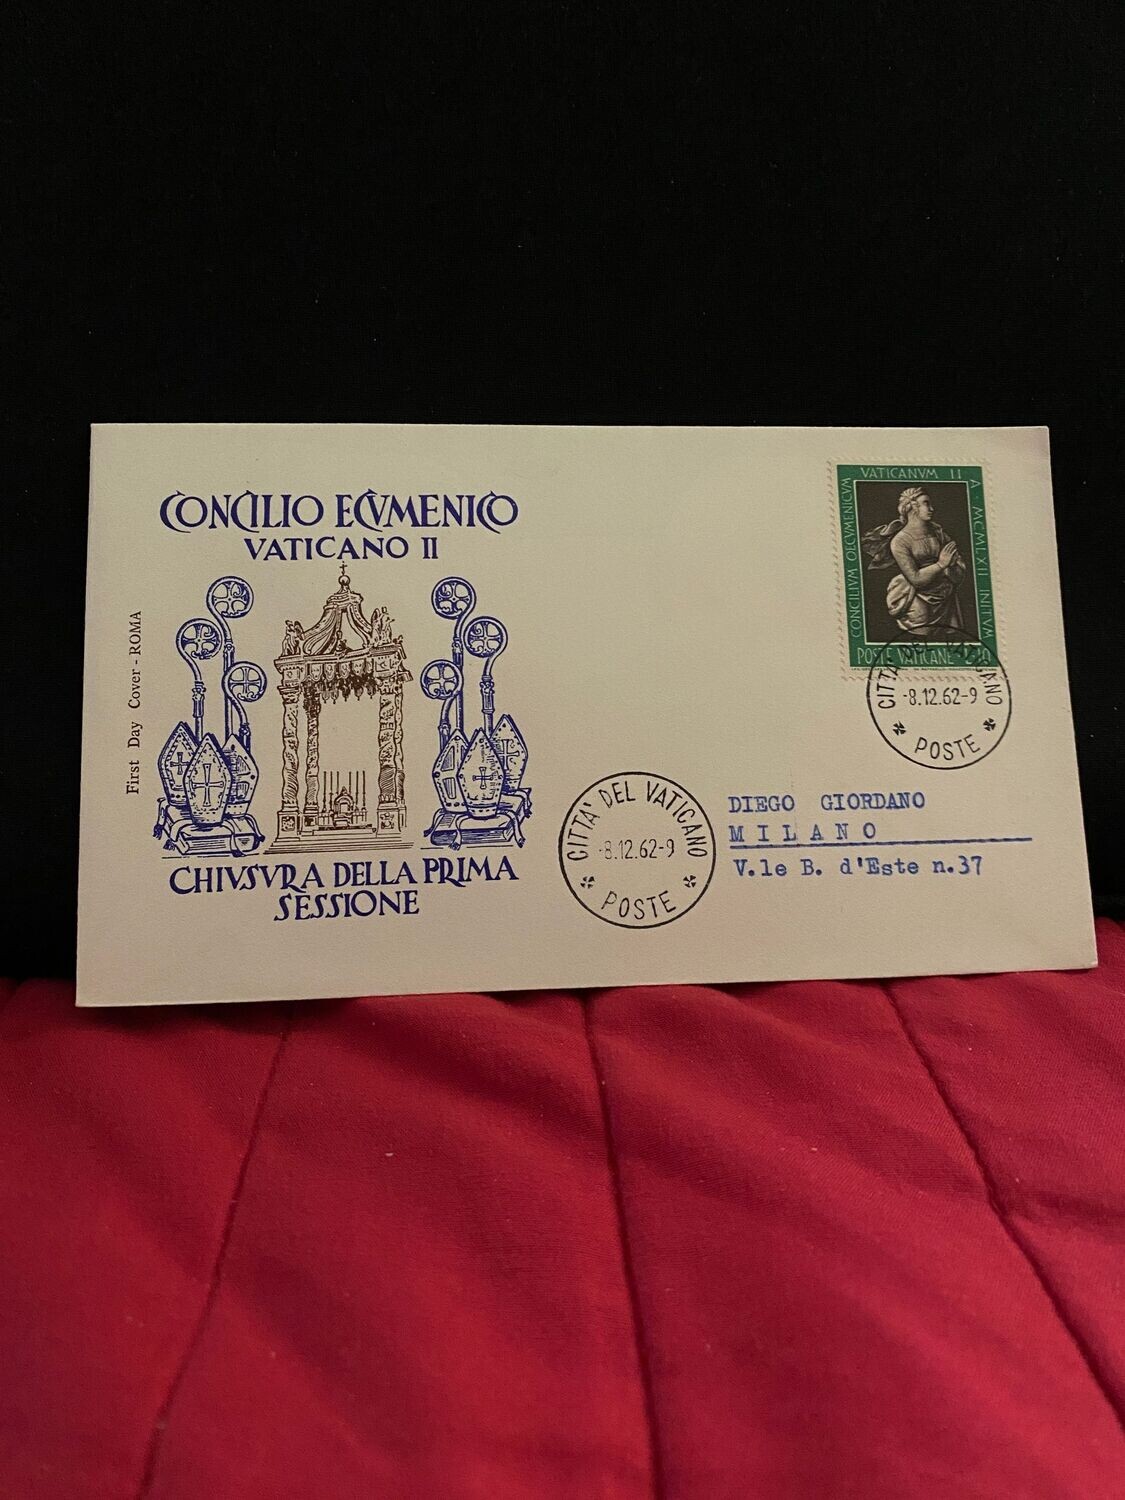 CONCILIO ECVMENICO
VATICANO II
First Day Cover - ROMA
CHIVSVRA DELLA PRIMA
SESSIONE
CONCILIVM OECVMENICVM
VATICANVM II
A · MCMLXII INITVM
POSTE VATICANE
CITTA' DEL VATICANO
-8.12.62-9
POSTE
CITTA' DEL VATICANO
-8.12.62-9
POSTE
DIEGO GIORDANO
MILANO
V.le B. d'Este n.37